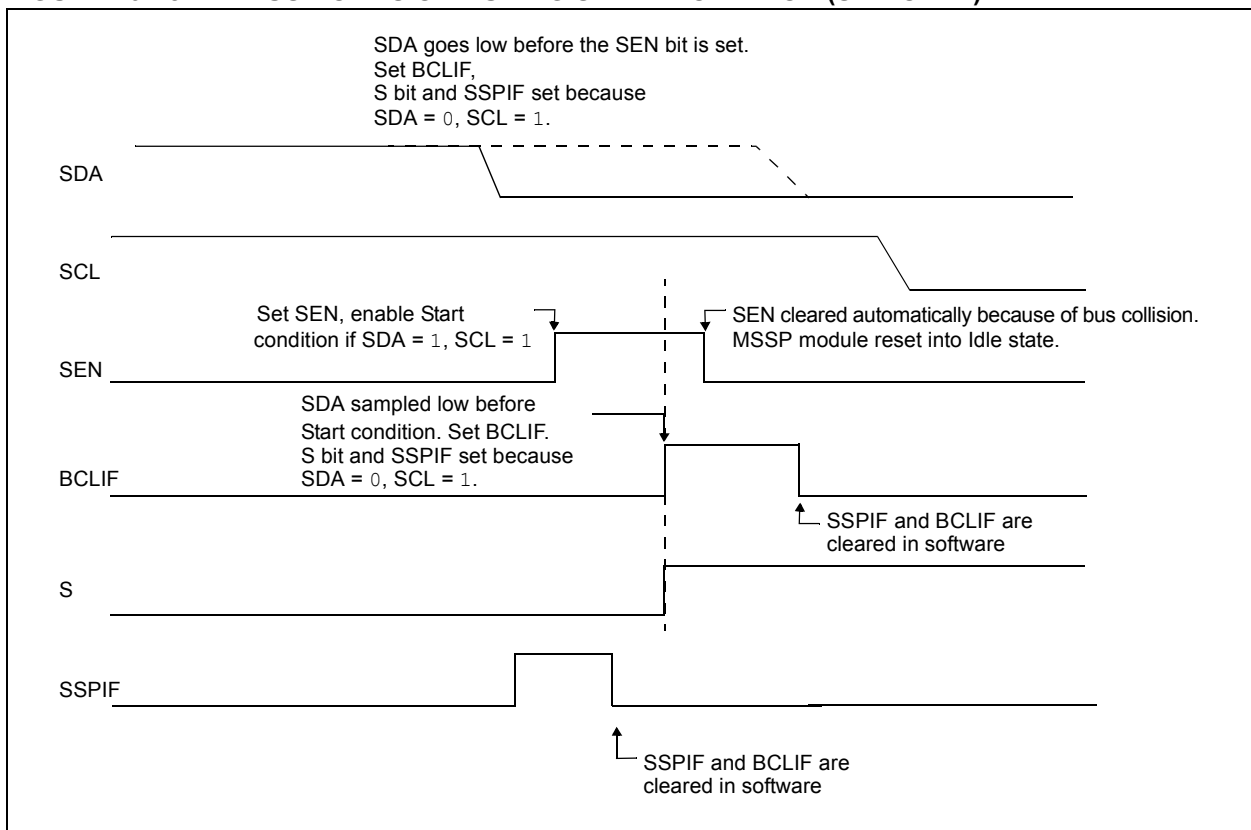 SDA goes low before the SEN bit is set.
Set BCLIF,
S bit and SSPIF set because
SDA = 0, SCL = 1.
SDA
SCL
Set SEN, enable Start
condition if SDA = 1, SCL = 1
SEN cleared automatically because of bus collision.
MSSP module reset into Idle state.
SEN
SDA sampled low before
Start condition. Set BCLIF.
S bit and SSPIF set because
SDA = 0, SCL = 1.
BCLIF
SSPIF and BCLIF are
cleared in software
S
SSPIF
SSPIF and BCLIF are
cleared in software